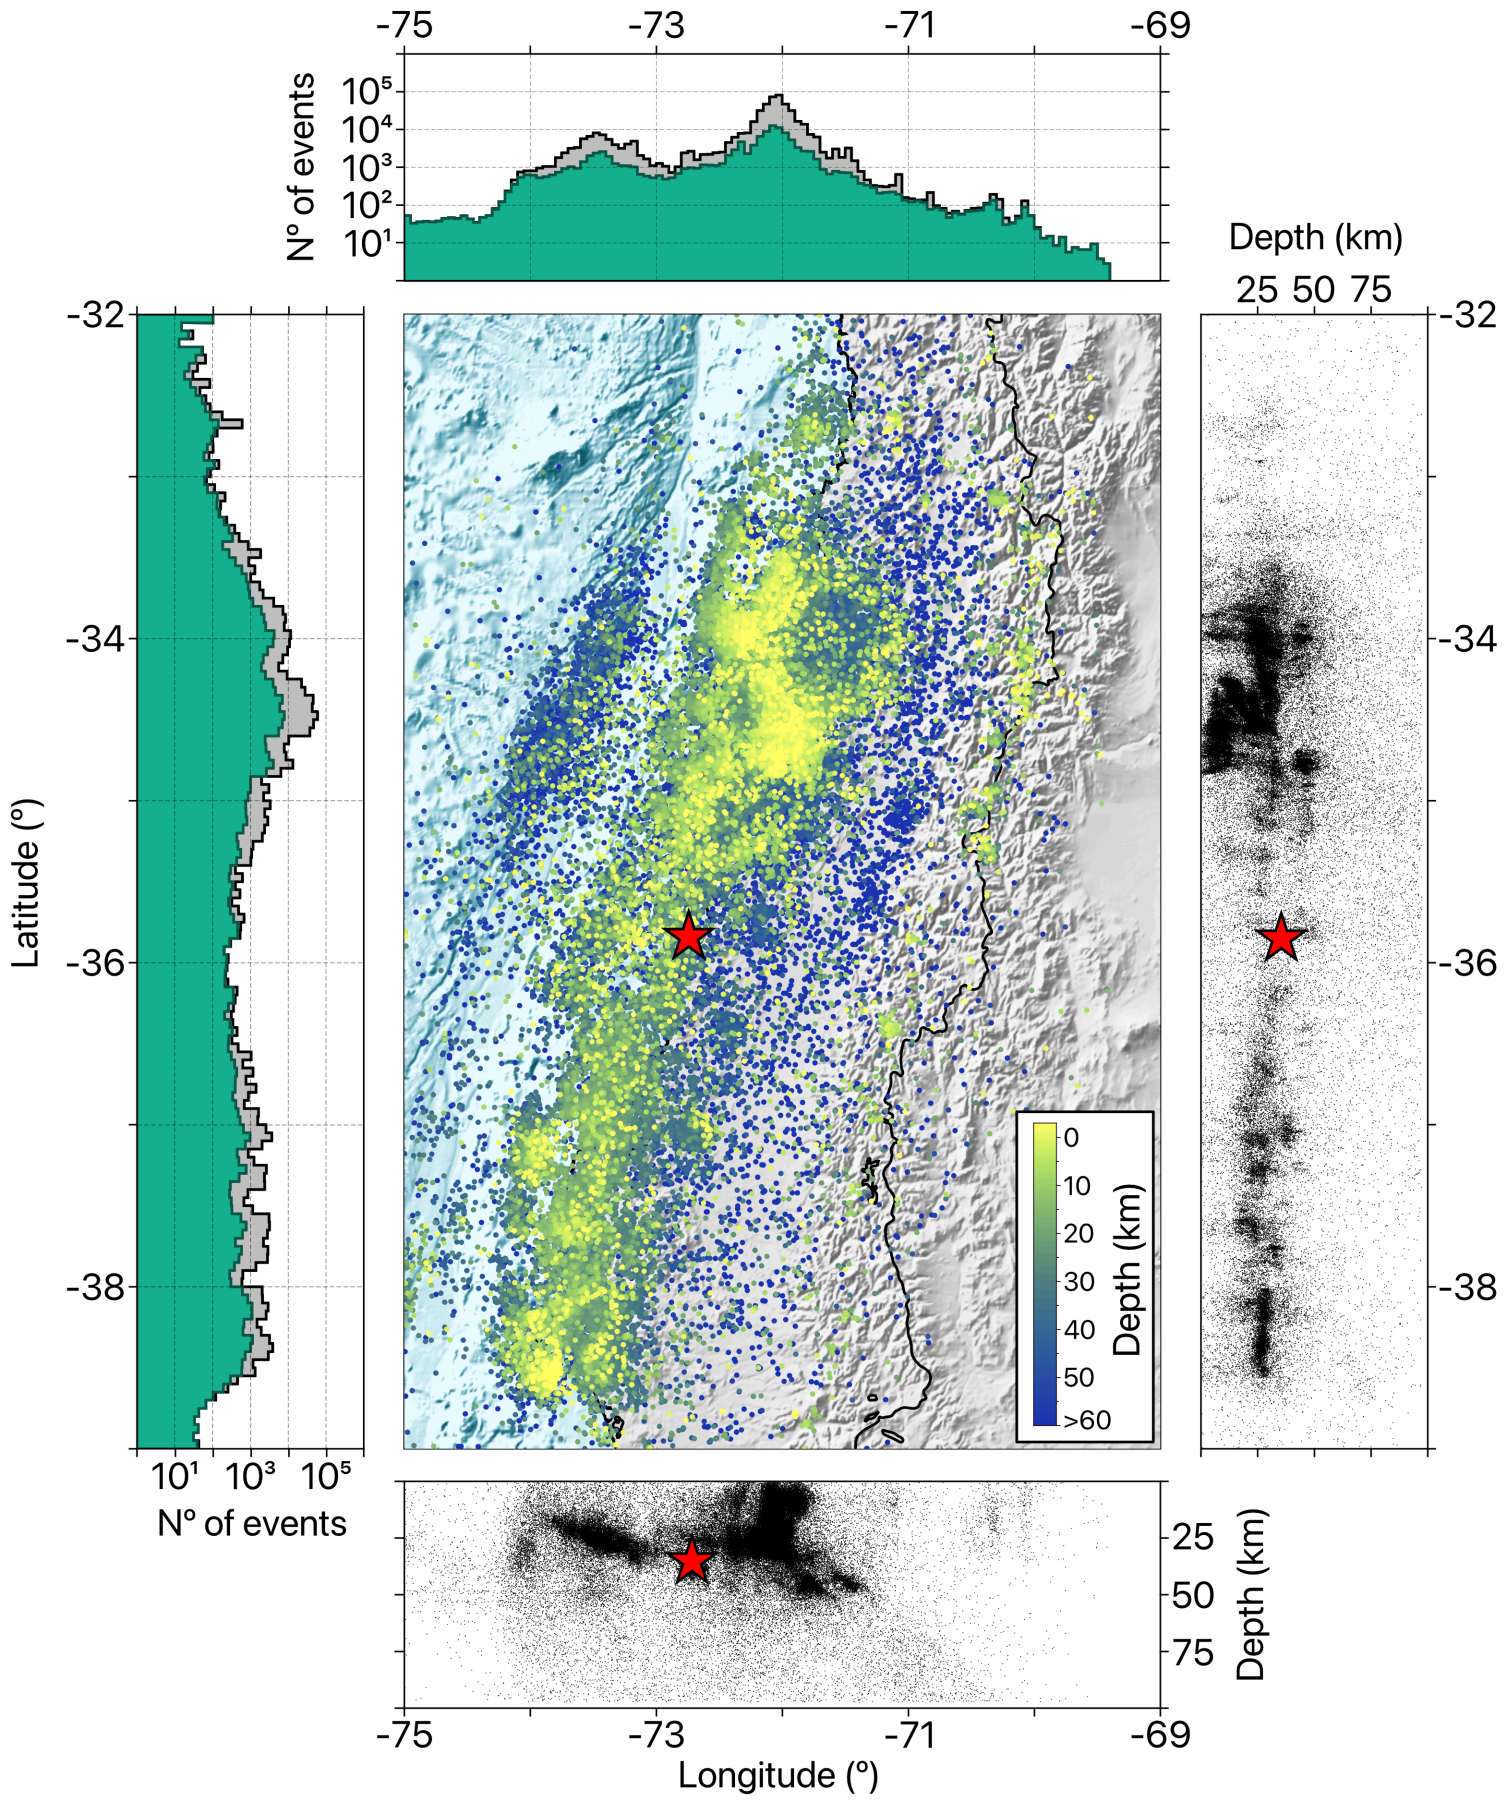 -75 -73 -71 -69
Nº of events
10⁵
10⁴
10³
10²
10¹
Depth (km)
25 50 75
-32
-34
-36
-38
Latitude (º)
10¹ 10³ 10⁵
Nº of events
-32
-34
-36
-38
0
10
20
30
40
50
>60
Depth (km)
25
50
75
Depth (km)
-75 -73 -71 -69
Longitude (º)